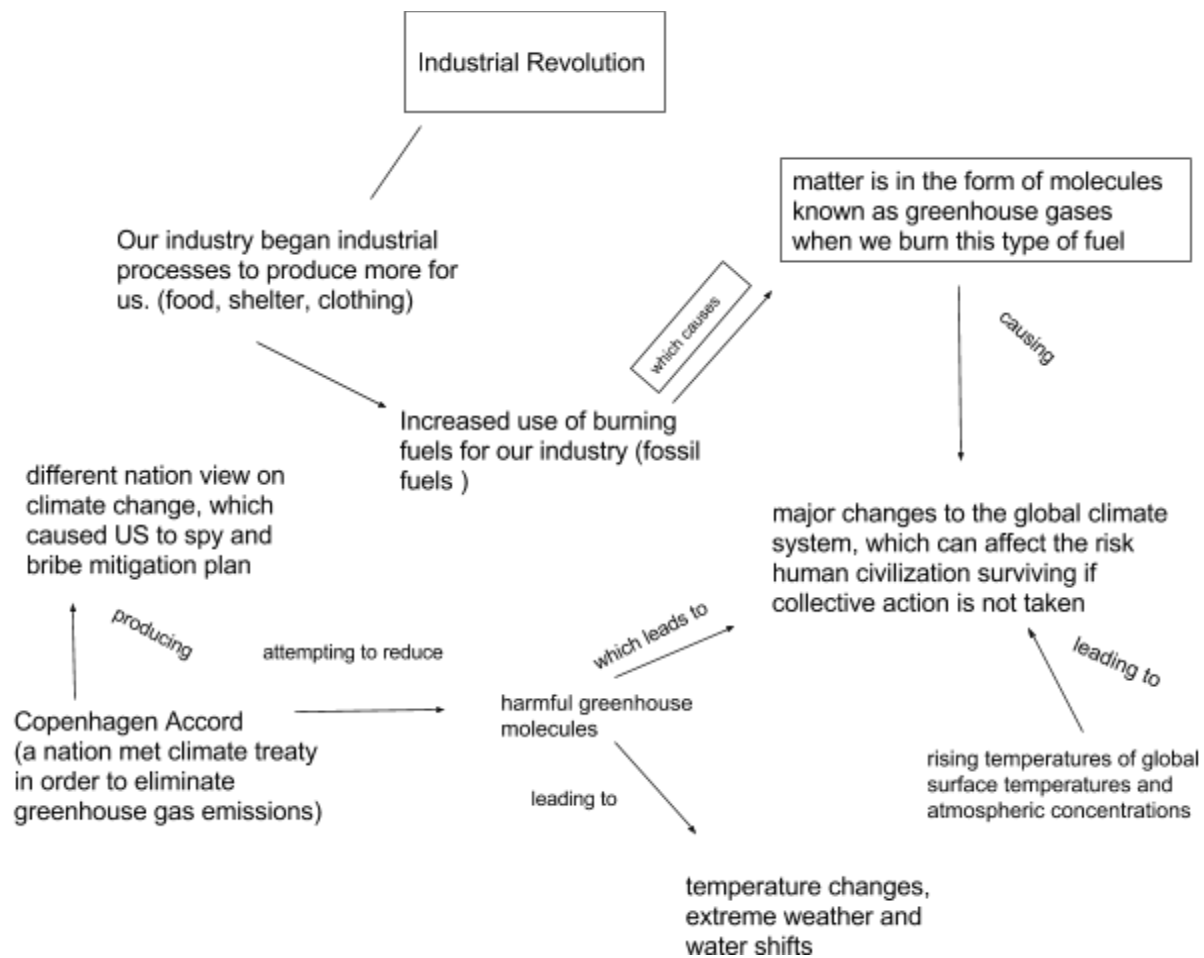 Industrial Revolution
Our industry began industrial
processes to produce more for
us. (food, shelter, clothing)
Increased use of burning
fuels for our industry (fossil
fuels )
which causes
matter is in the form of molecules
known as greenhouse gases
when we burn this type of fuel
causing
major changes to the global climate
system, which can affect the risk
human civilization surviving if
collective action is not taken
different nation view on
climate change, which
caused US to spy and
bribe mitigation plan
producing
attempting to reduce
Copenhagen Accord
(a nation met climate treaty
in order to eliminate
greenhouse gas emissions)
harmful greenhouse
molecules
which leads to
leading to
leading to
rising temperatures of global
surface temperatures and
atmospheric concentrations
temperature changes,
extreme weather and
water shifts